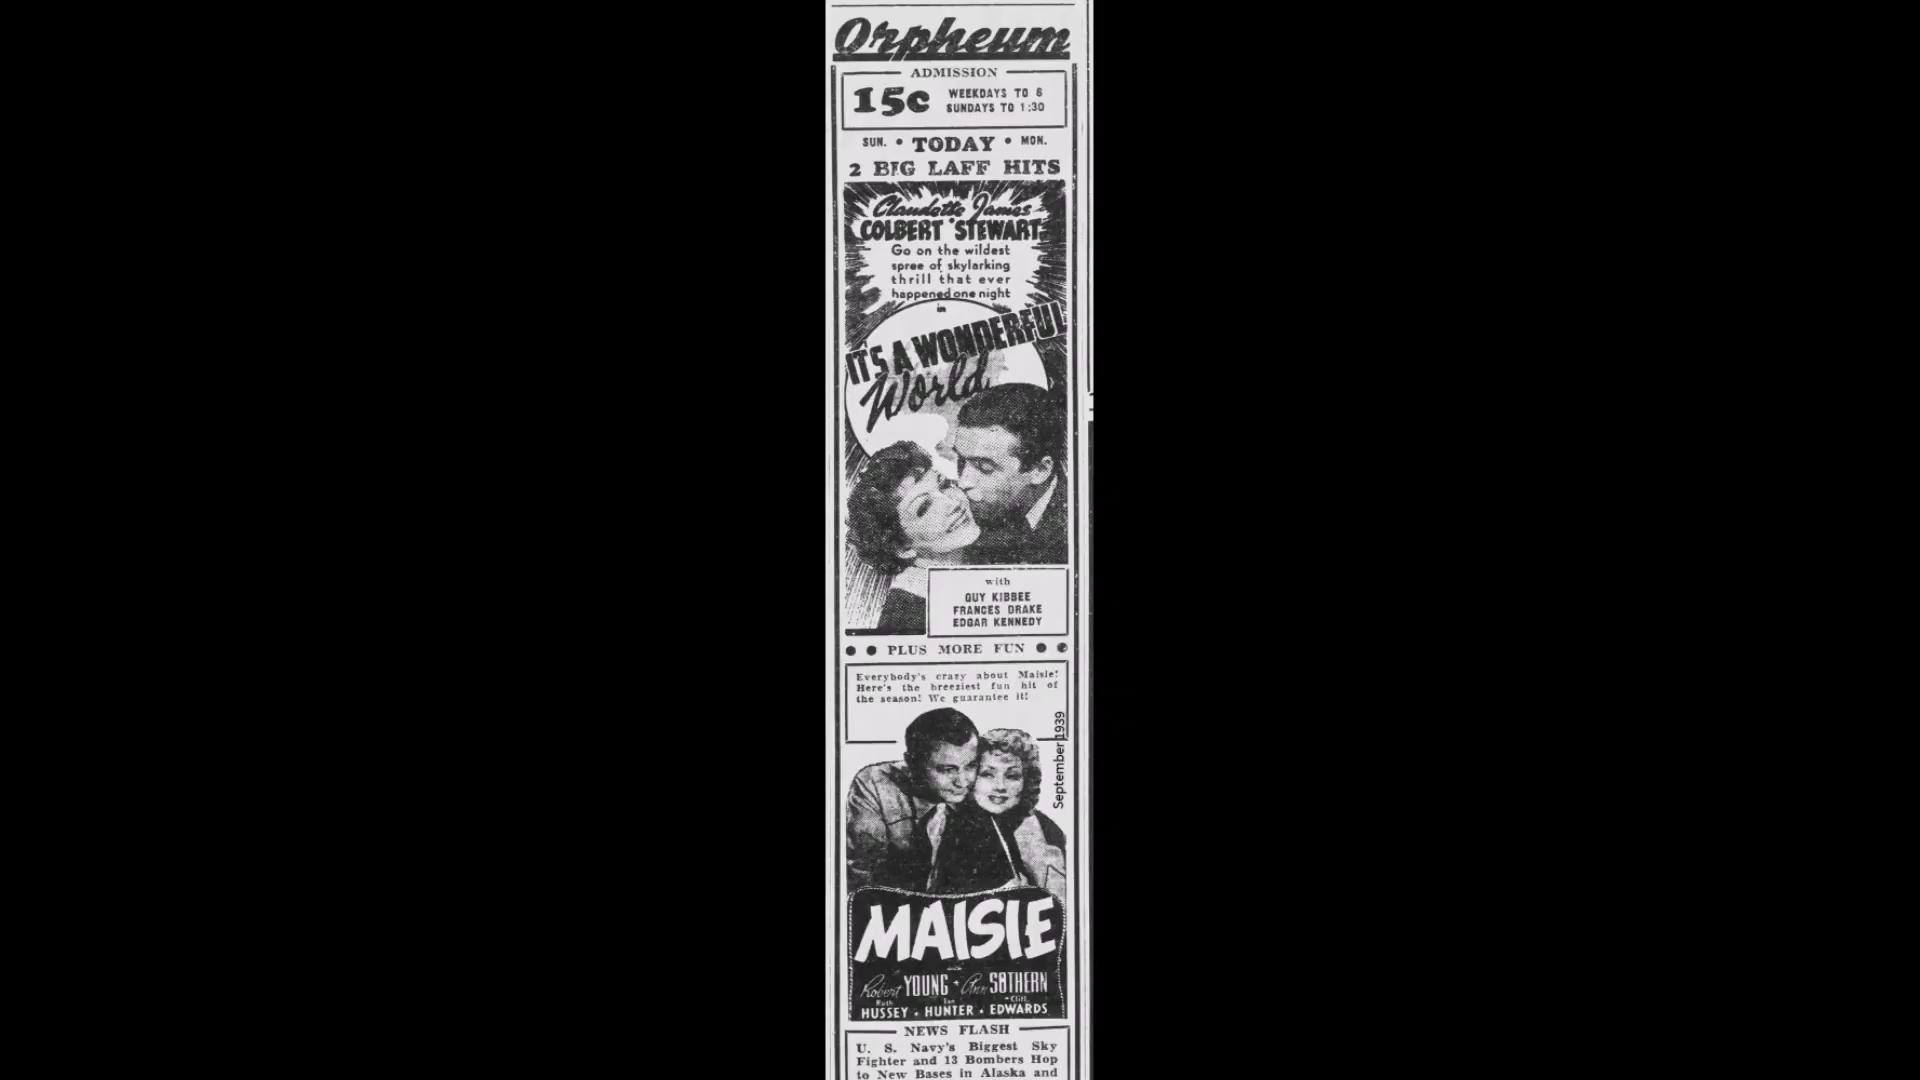 Orpheum
ADMISSION
15c
WEEKDAYS TO 6
SUNDAYS TO 1:30
SUN. • TODAY • MON.
2 BIG LAFF HITS
Claudette James
COLBERT STEWART
Go on the wildest
spree of skylarking
thrill that ever
happened one night
in
IT'S A WONDERFUL
World
with
GUY KIBBEE
FRANCES DRAKE
EDGAR KENNEDY
PLUS MORE FUN
Everybody's crazy about Maisie!
Here's the breeziest fun hit of
the season! We guarantee it!
September 1939
MAISIE
Robert YOUNG • Ann SOTHERN
Ruth Ian Cliff
HUSSEY • HUNTER • EDWARDS
NEWS FLASH
U. S. Navy's Biggest Sky
Fighter and 13 Bombers Hop
to New Bases in Alaska and